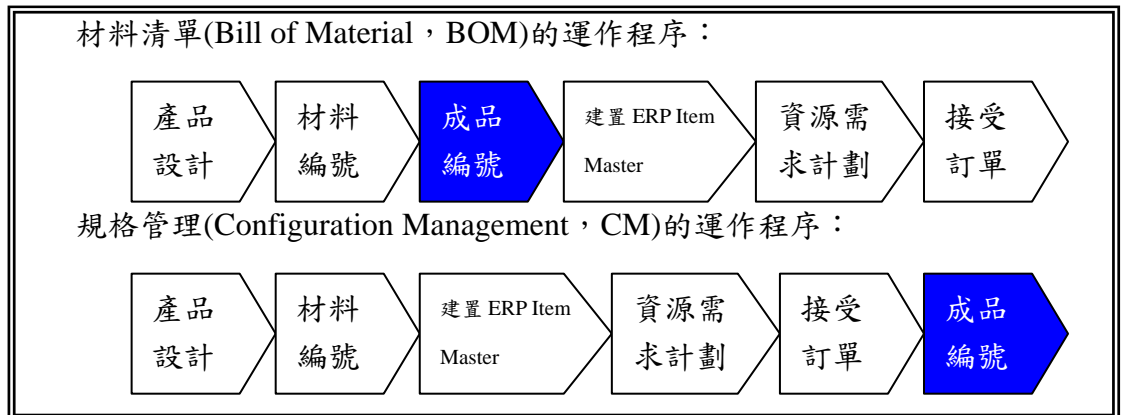 材料清單(Bill of Material，BOM)的運作程序：
產品
設計
材料
編號
成品
編號
建置 ERP Item
Master
資源需
求計劃
接受
訂單
規格管理(Configuration Management，CM)的運作程序：
產品
設計
材料
編號
建置 ERP Item
Master
資源需
求計劃
接受
訂單
成品
編號